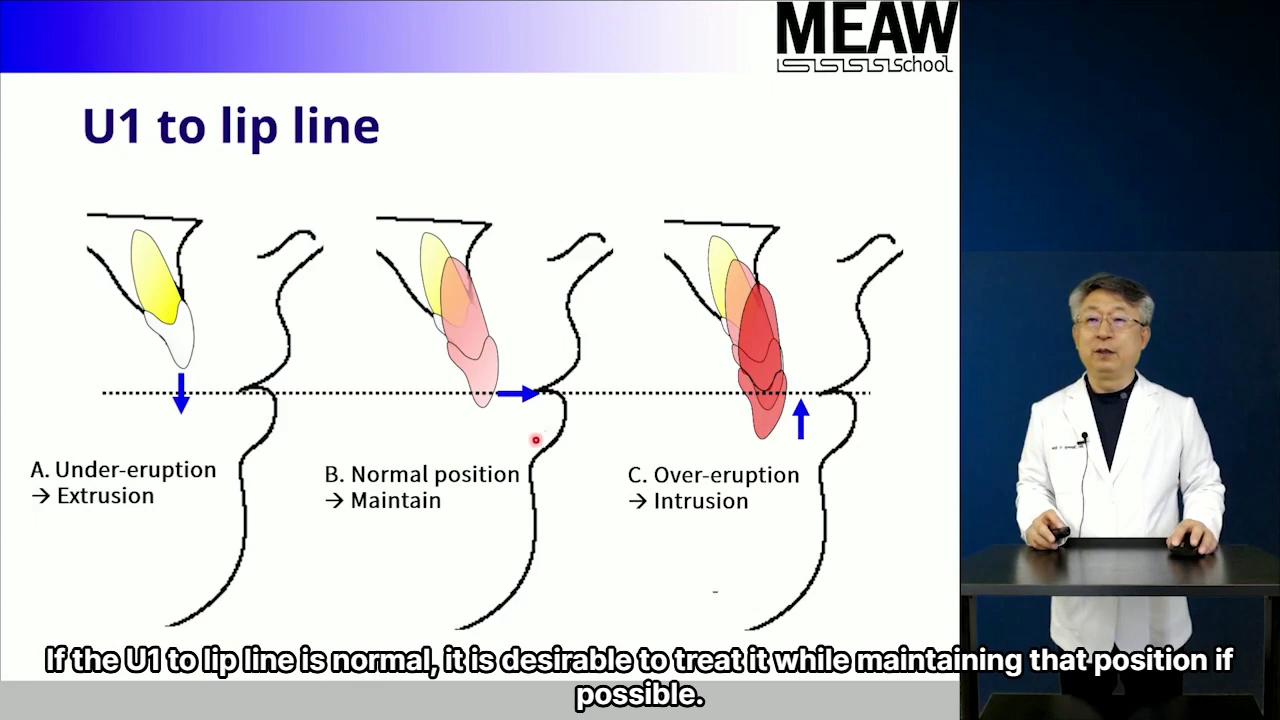 MEAW
school
U1 to lip line
A. Under-eruption
→ Extrusion
B. Normal position
→ Maintain
C. Over-eruption
→ Intrusion
If the U1 to lip line is normal, it is desirable to treat it while maintaining that position if
possible.